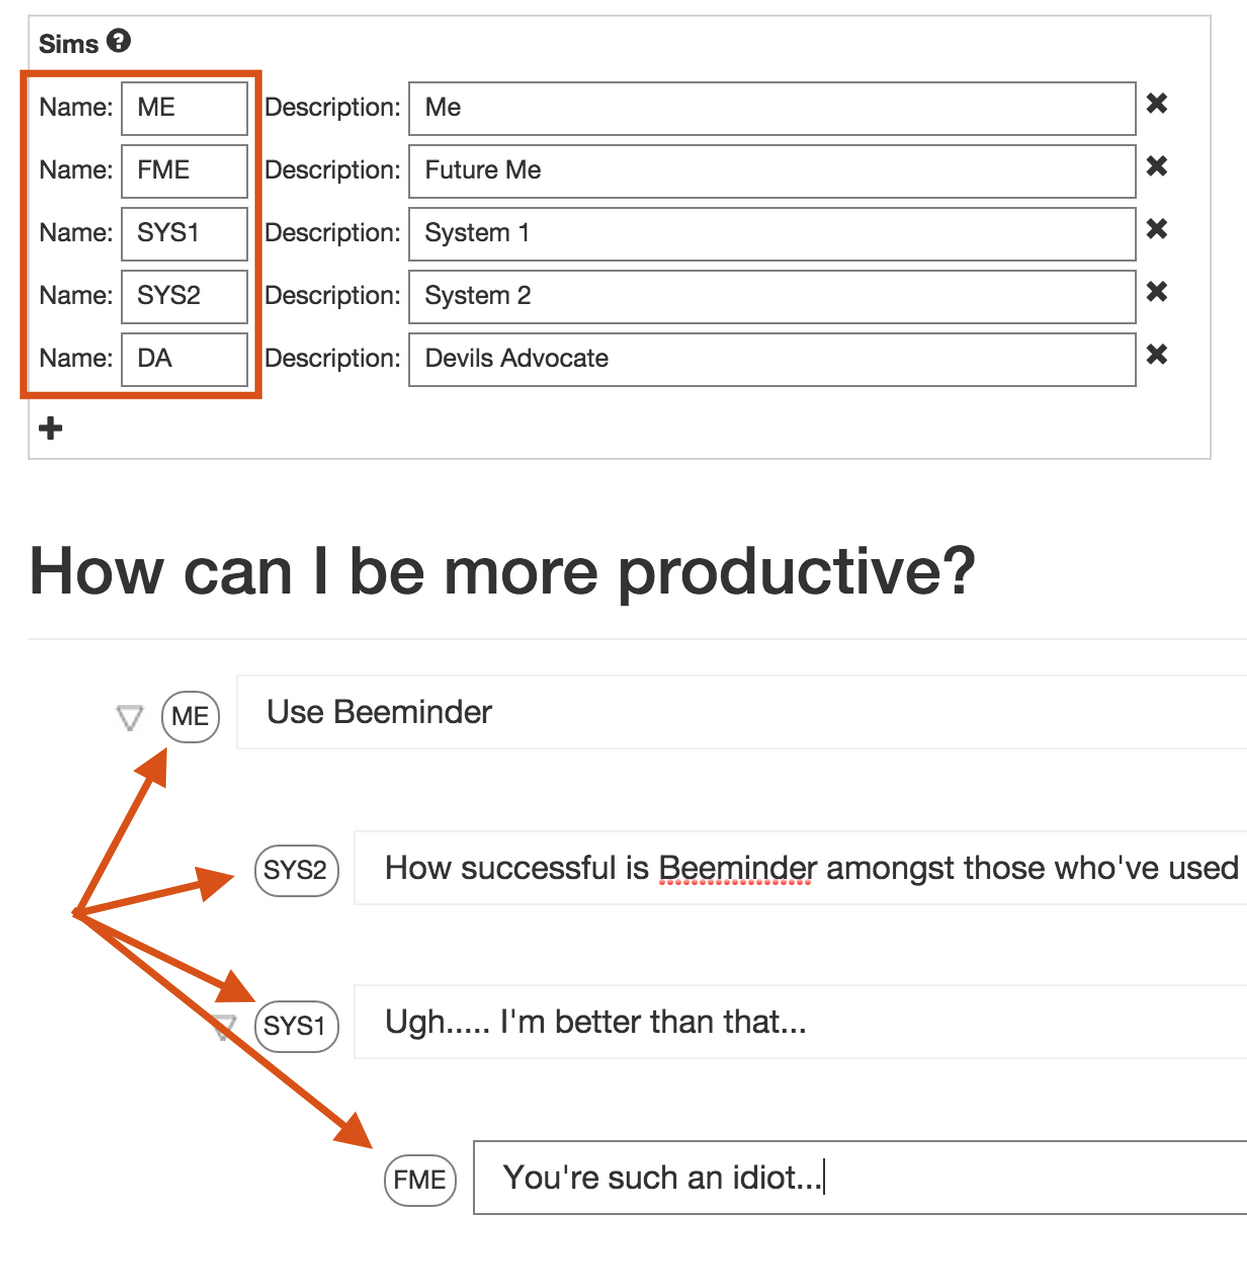 Sims ?
Name: ME Description: Me
Name: FME Description: Future Me
Name: SYS1 Description: System 1
Name: SYS2 Description: System 2
Name: DA Description: Devils Advocate
How can I be more productive?
ME Use Beeminder
SYS2 How successful is Beeminder amongst those who've used
SYS1 Ugh..... I'm better than that...
FME You're such an idiot...